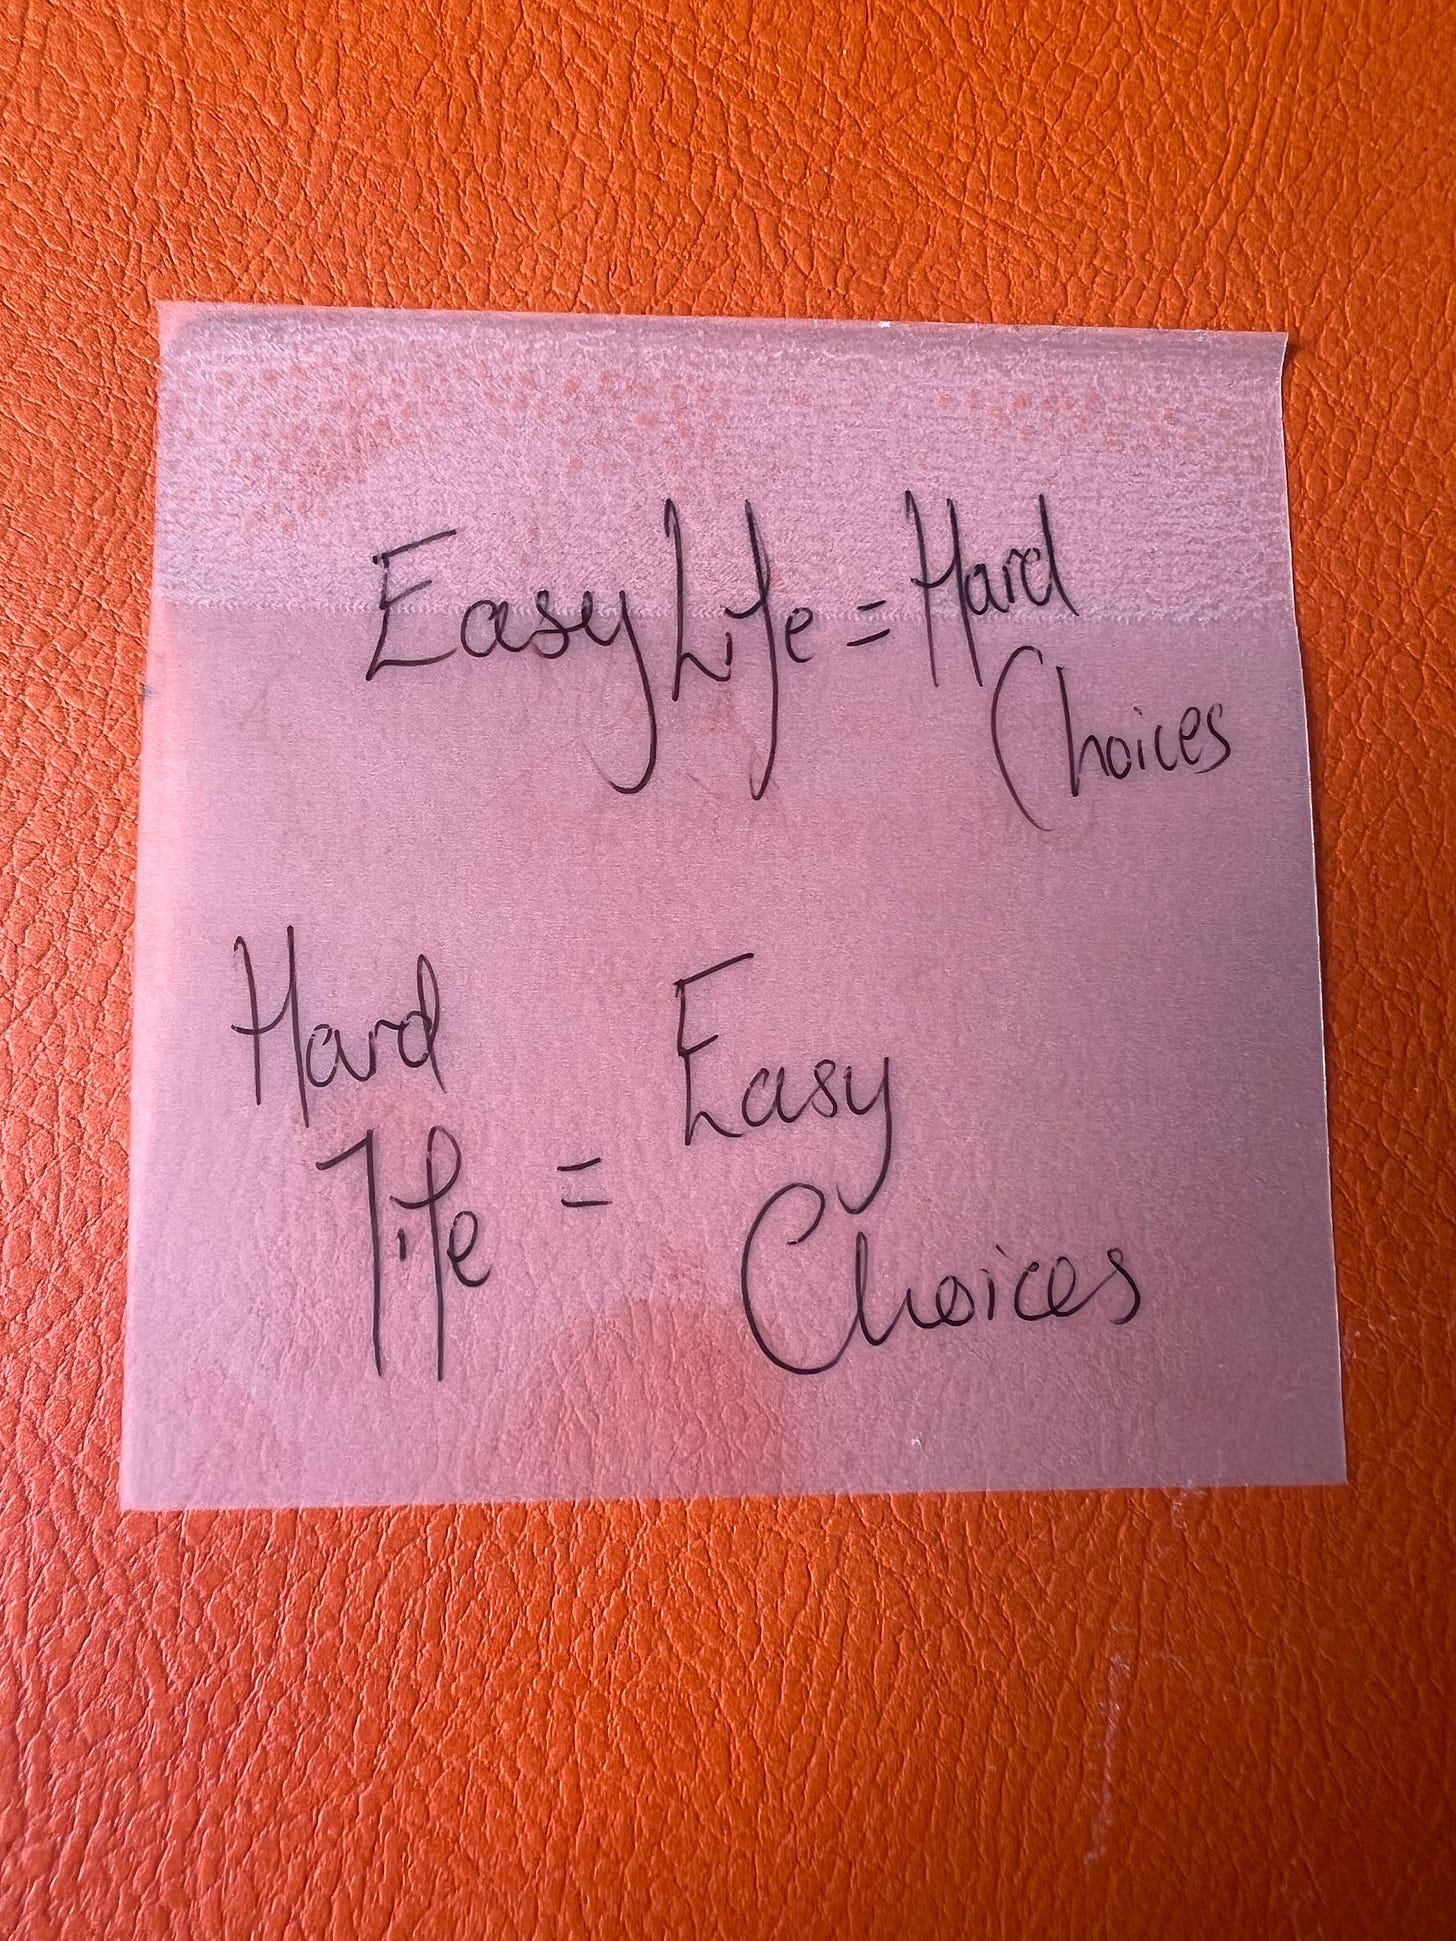 Easy Life = Hard
Choices
Hard
Life = Easy
Choices